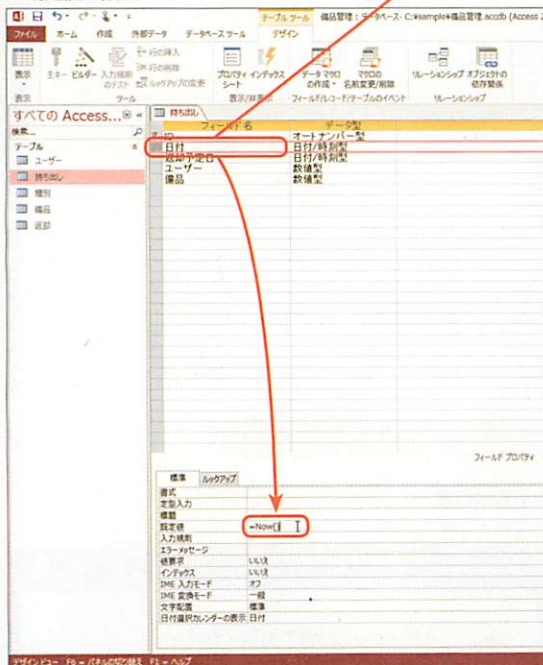 テーブル ツール 備品管理 : データベース- C:¥sample¥備品管理.accdb (Access 2
ファイル ホーム 作成 外部データ データベース ツール デザイン
表示 主キー ビルダー 入力規則のテスト 行の挿入 行の削除 ルックアップの変更 プロパティシート インデックス データ マクロの作成 マクロの名前変更/削除 リレーションシップ オブジェクトの依存関係
表示 ツール 表示/非表示 フィールド/レコード/テーブルのイベント リレーションシップ
すべての Access...
検索...
テーブル
ユーザー
持ち出し
種別
備品
返却
持ち出し
フィールド名 データ型
ID オートナンバー型
日付 日付/時刻型
返却予定日 日付/時刻型
ユーザー 数値型
備品 数値型
フィールド プロパティ
標準 ルックアップ
書式
定型入力
標題
既定値 =Now()
入力規則
エラーメッセージ
値要求 いいえ
インデックス いいえ
IME 入力モード オフ
IME 変換モード 一般
文字配置 標準
日付選択カレンダーの表示 日付
デザイン ビュー F6 = パネルの切り替え F1 = ヘルプ